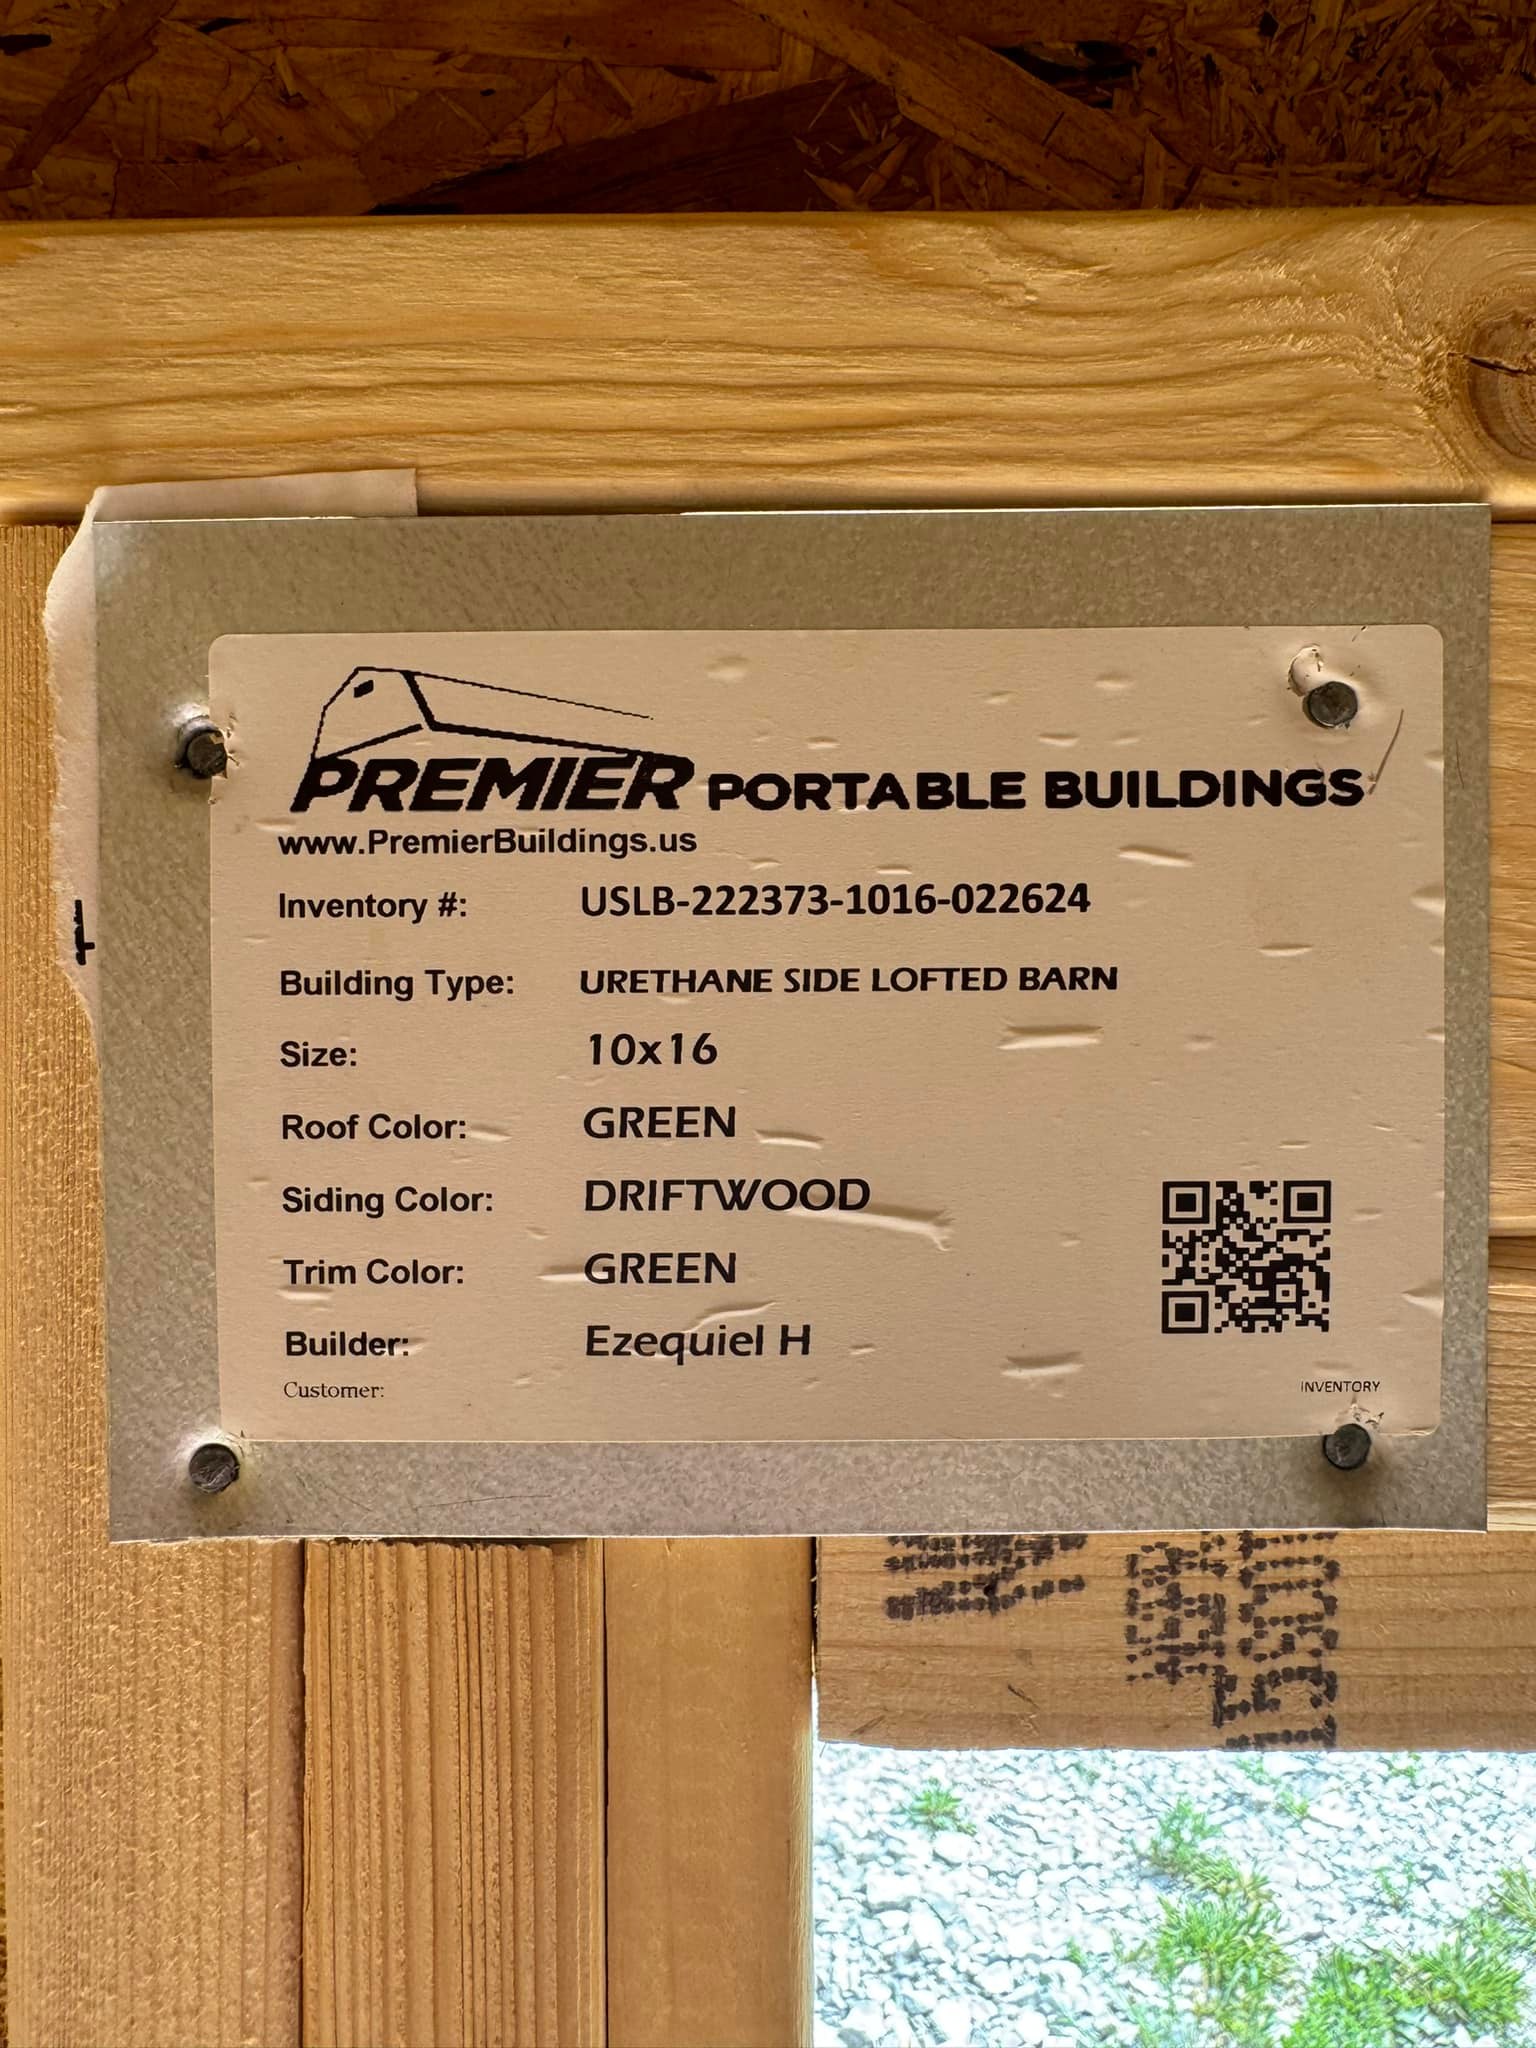 PREMIER PORTABLE BUILDINGS
www.PremierBuildings.us
Inventory #: USLB-222373-1016-022624
Building Type: URETHANE SIDE LOFTED BARN
Size: 10x16
Roof Color: GREEN
Siding Color: DRIFTWOOD
Trim Color: GREEN
Builder: Ezequiel H
Customer:
INVENTORY